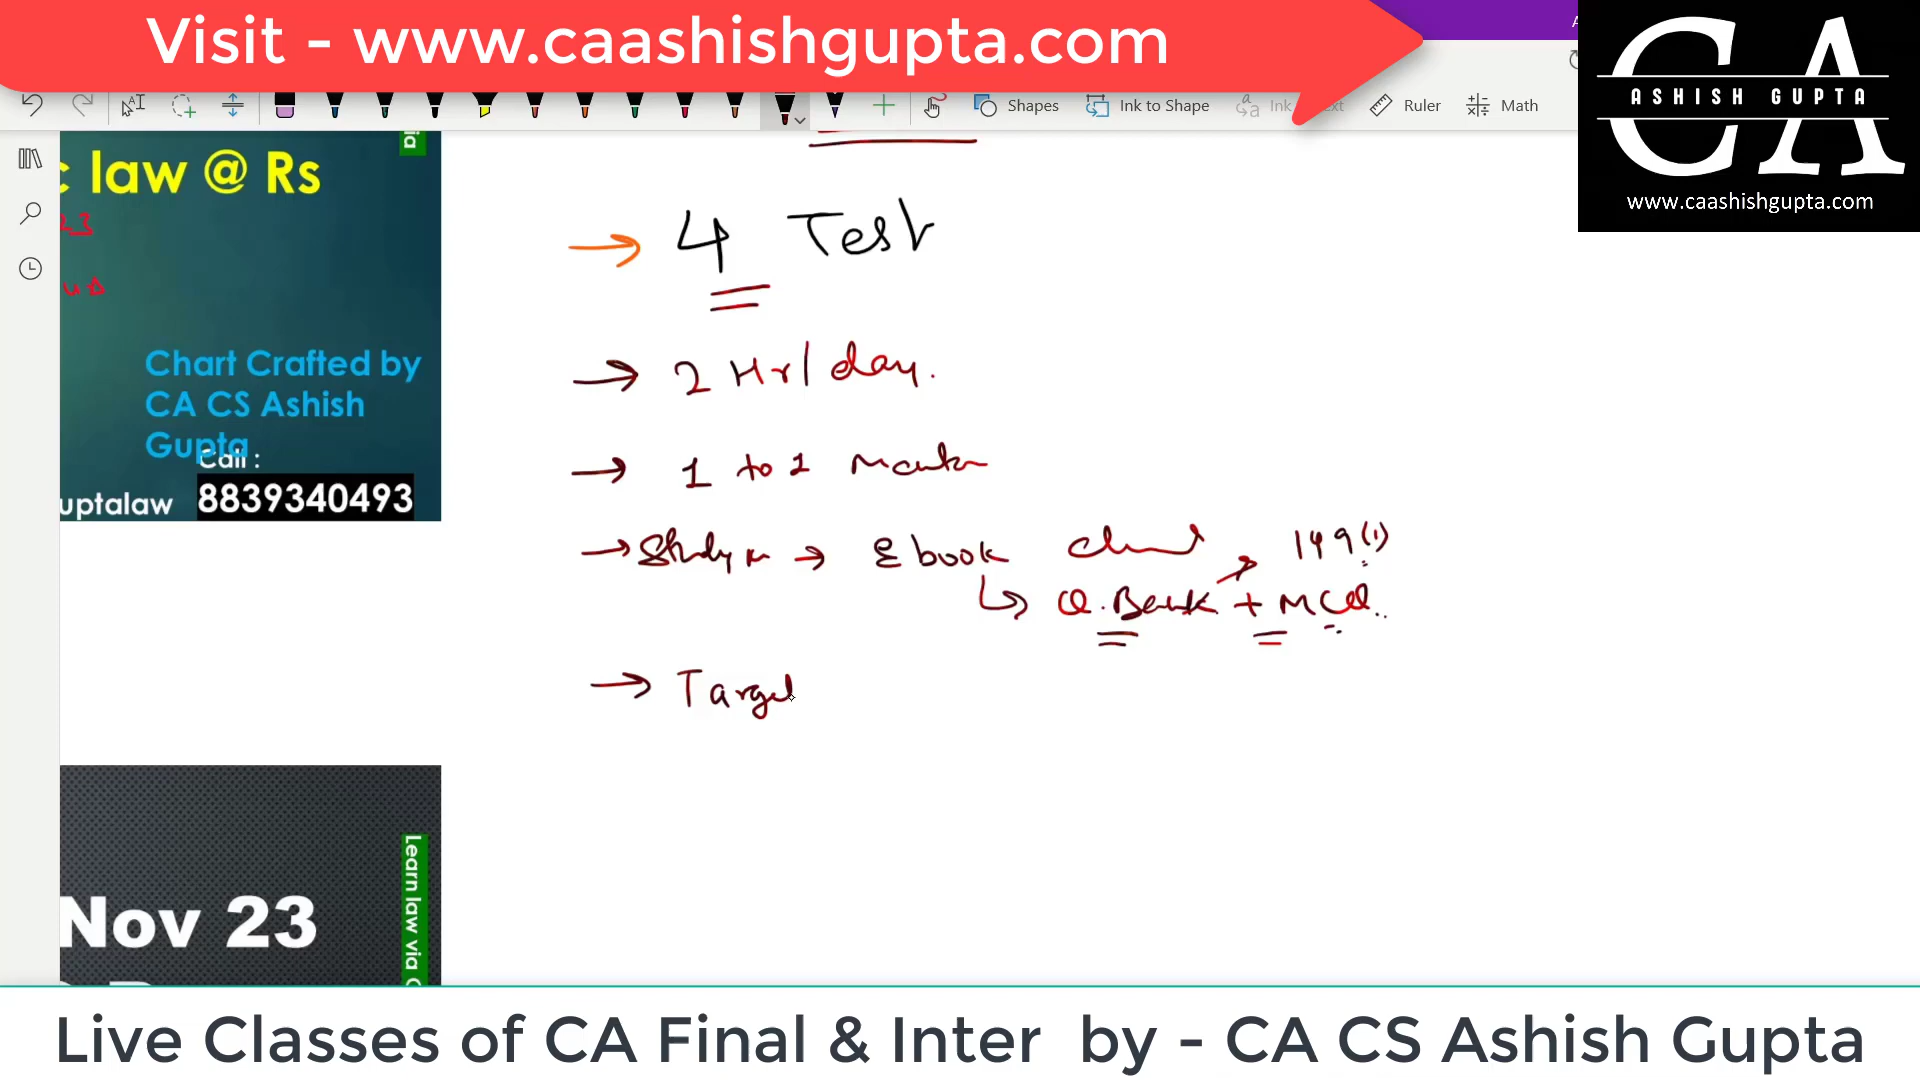 Visit - www.caashishgupta.com
ASHISH GUPTA
www.caashishgupta.com
Shapes
Ink to Shape
Ruler
Math
law @ Rs
23
Chart Crafted by
CA CS Ashish
Gupta
Call :
uptalaw 8839340493
→ 4 Test
→ 2 Hr/day.
→ 1 to 1
→ Study m → E book 149(1)
Q. Bank + MCQ.
→ Target
Learn law via
Nov 23
Live Classes of CA Final & Inter by - CA CS Ashish Gupta